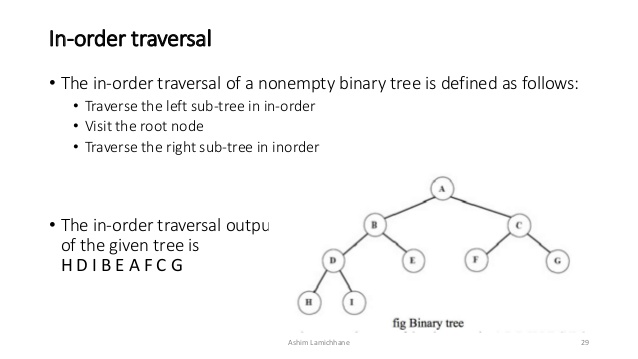 In-order traversal
• The in-order traversal of a nonempty binary tree is defined as follows:
• Traverse the left sub-tree in in-order
• Visit the root node
• Traverse the right sub-tree in inorder
• The in-order traversal outpu
of the given tree is
H D I B E A F C G
A
B C
D E F G
H I
fig Binary tree
Ashim Lamichhane 29